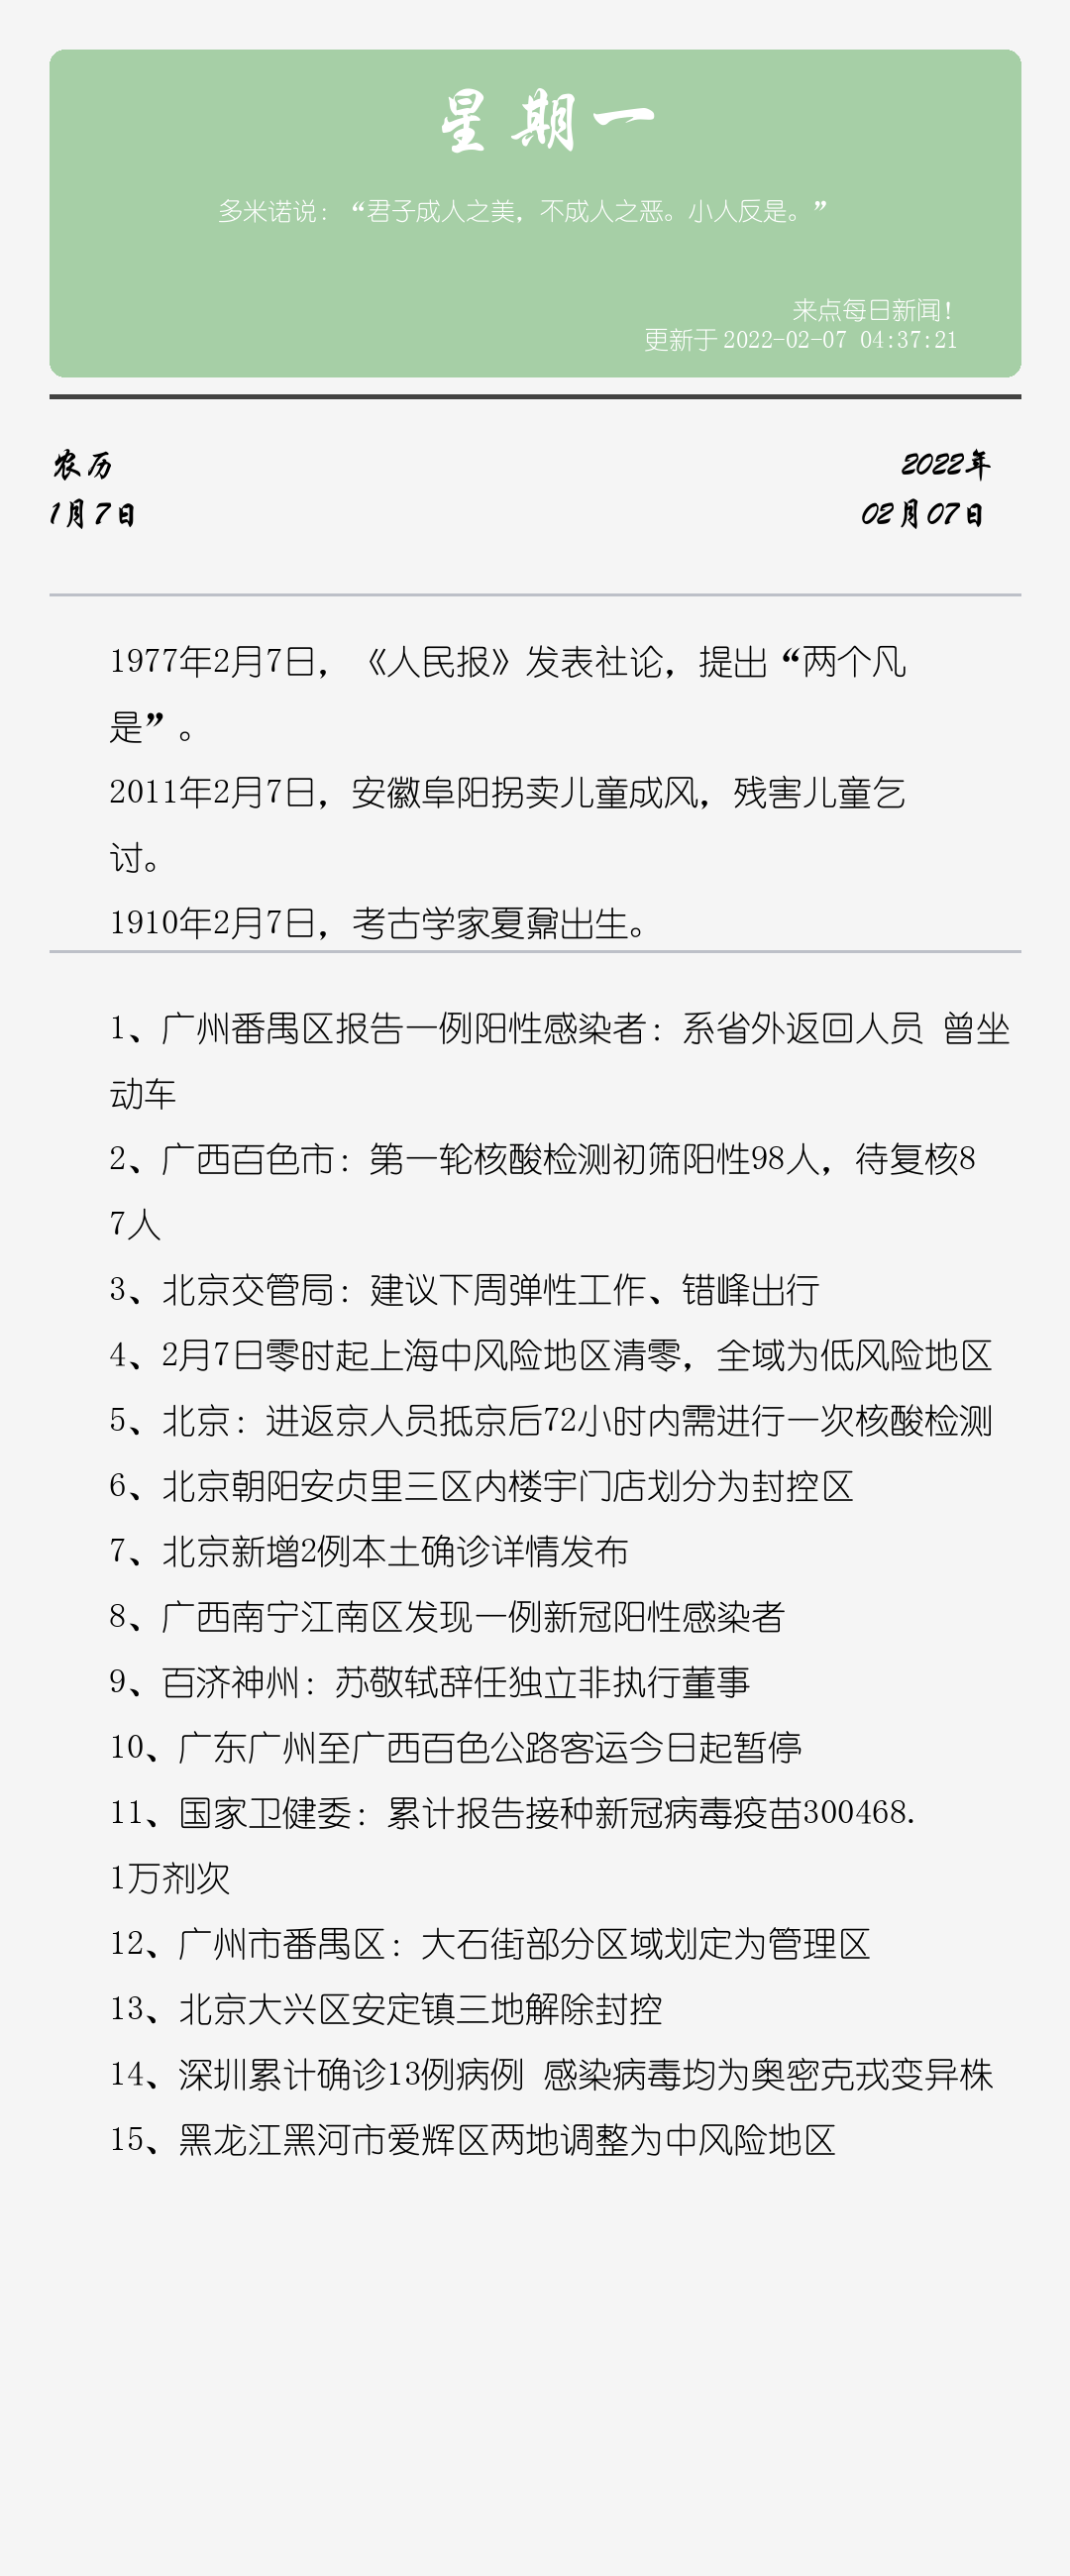 星期一
多米诺说：“君子成人之美，不成人之恶。小人反是。”
来点每日新闻！
更新于2022-02-07 04:37:21
农历
2022年
1月7日
02月07日
1977年2月7日，《人民报》发表社论，提出“两个凡
是”。
2011年2月7日，安徽阜阳拐卖儿童成风，残害儿童乞
讨。
1910年2月7日，考古学家夏鼐出生。
1、广州番禺区报告一例阳性感染者：系省外返回人员 曾坐
动车
2、广西百色市：第一轮核酸检测初筛阳性98人，待复核8
7人
3、北京交管局：建议下周弹性工作、错峰出行
4、2月7日零时起上海中风险地区清零，全域为低风险地区
5、北京：进返京人员抵京后72小时内需进行一次核酸检测
6、北京朝阳安贞里三区内楼宇门店划分为封控区
7、北京新增2例本土确诊详情发布
8、广西南宁江南区发现一例新冠阳性感染者
9、百济神州：苏敬轼辞任独立非执行董事
10、广东广州至广西百色公路客运今日起暂停
11、国家卫健委：累计报告接种新冠病毒疫苗300468.
1万剂次
12、广州市番禺区：大石街部分区域划定为管理区
13、北京大兴区安定镇三地解除封控
14、深圳累计确诊13例病例 感染病毒均为奥密克戎变异株
15、黑龙江黑河市爱辉区两地调整为中风险地区